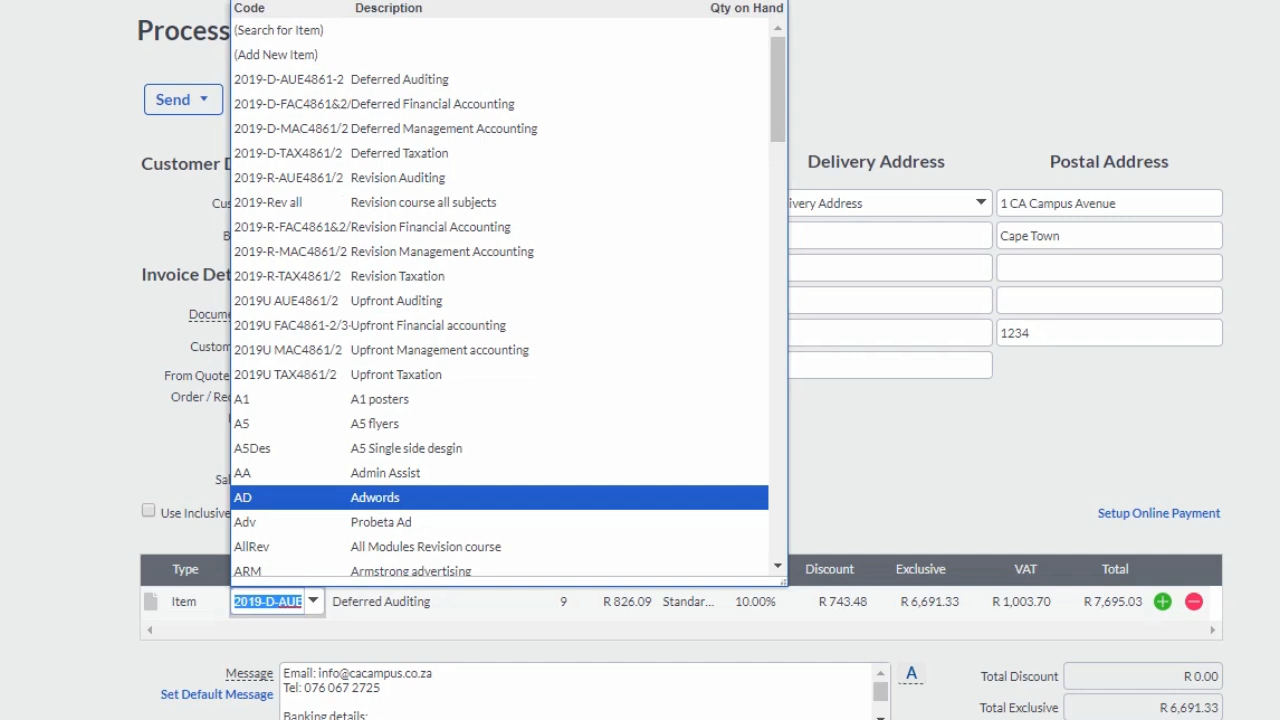 Code Description Qty on Hand
Process
(Search for Item)
(Add New Item)
Send
2019-D-AUE4861-2 Deferred Auditing
2019-D-FAC4861&2/ Deferred Financial Accounting
2019-D-MAC4861/2 Deferred Management Accounting
2019-D-TAX4861/2 Deferred Taxation
2019-R-AUE4861/2 Revision Auditing
2019-Rev all Revision course all subjects
2019-R-FAC4861&2/ Revision Financial Accounting
2019-R-MAC4861/2 Revision Management Accounting
2019-R-TAX4861/2 Revision Taxation
2019U AUE4861/2 Upfront Auditing
2019U FAC4861-2/3- Upfront Financial accounting
2019U MAC4861/2 Upfront Management accounting
2019U TAX4861/2 Upfront Taxation
A1 A1 posters
A5 A5 flyers
A5Des A5 Single side desgin
AA Admin Assist
AD Adwords
Adv Probeta Ad
AllRev All Modules Revision course
ARM Armstrong advertising
Customer D
Cus
B
Invoice Det
Docume
Custom
From Quote
Order / Re
Sal
Use Inclusive
Delivery Address Postal Address
ivery Address 1 CA Campus Avenue
Cape Town
1234
Setup Online Payment
Type Discount Exclusive VAT Total
Item 2019-D-AUE Deferred Auditing 9 R 826.09 Standar... 10.00% R 743.48 R 6,691.33 R 1,003.70 R 7,695.03
Message Email: info@cacampus.co.za A Total Discount R 0.00
Set Default Message Tel: 076 067 2725
Banking details:
Total Exclusive R 6,691.33